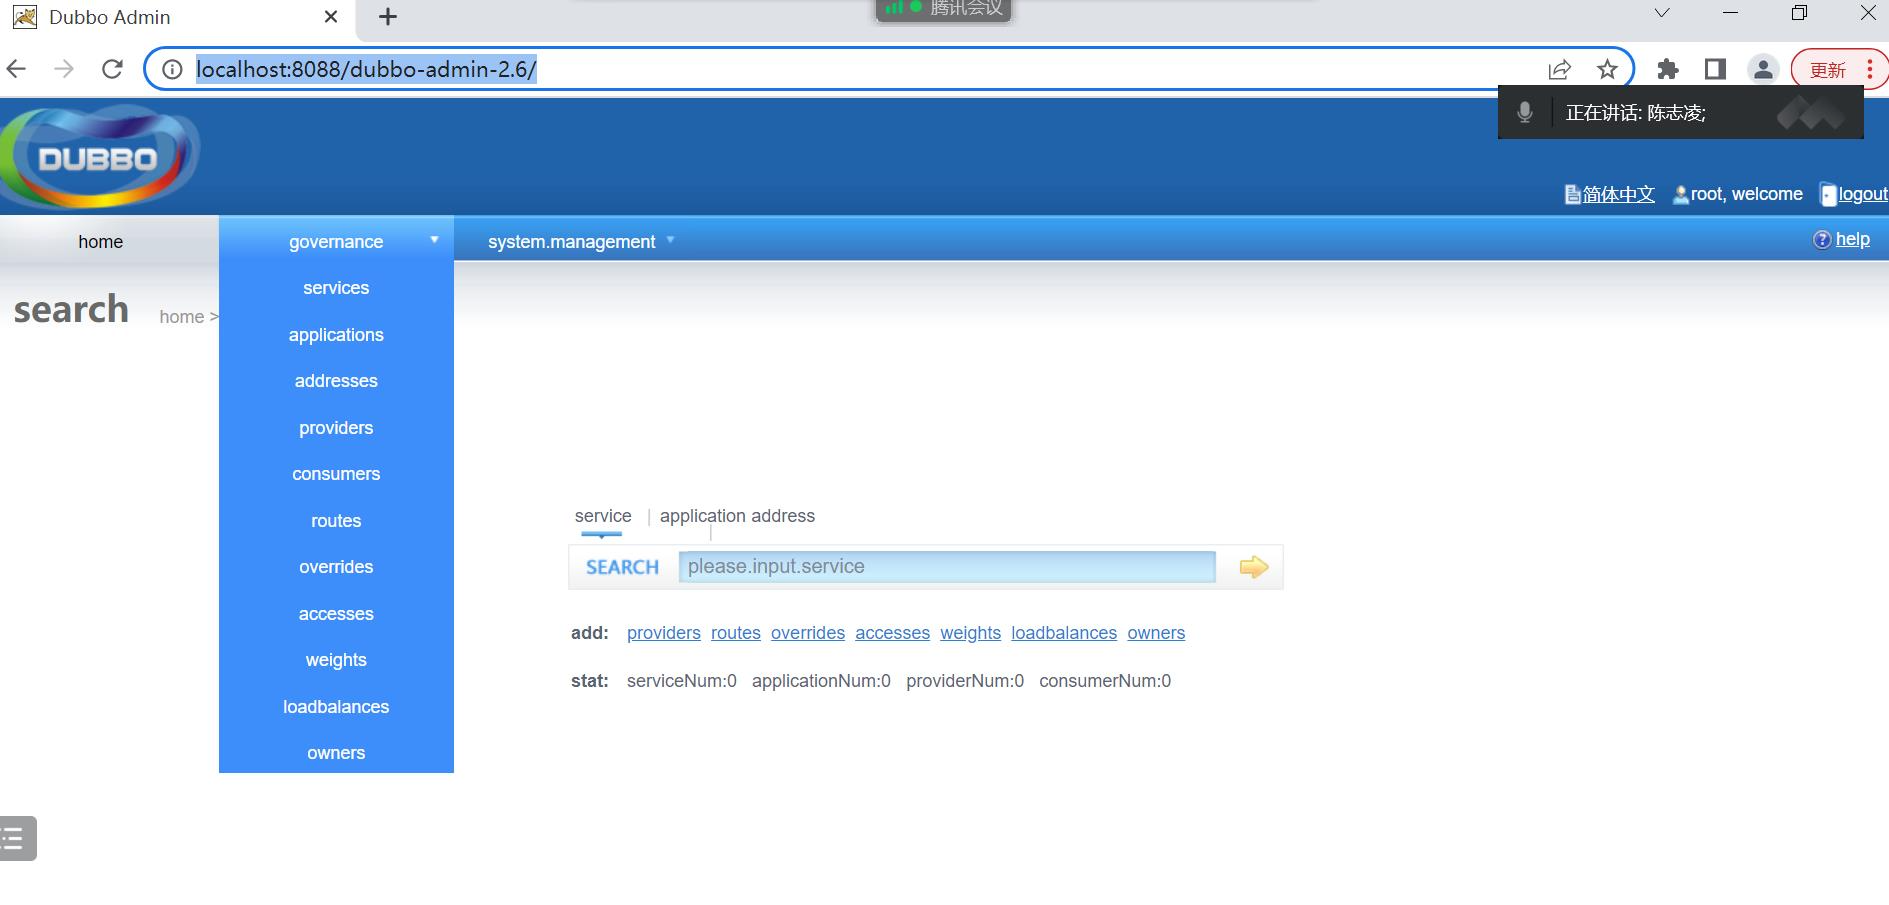 Dubbo Admin
腾讯会议
localhost:8088/dubbo-admin-2.6/
更新
正在讲话: 陈志凌;
DUBBO
简体中文 root, welcome logout
home governance system.management help
services
search home >
applications
addresses
providers
consumers
routes
overrides
accesses
weights
loadbalances
owners
service | application address
SEARCH please.input.service
add: providers routes overrides accesses weights loadbalances owners
stat: serviceNum:0 applicationNum:0 providerNum:0 consumerNum:0